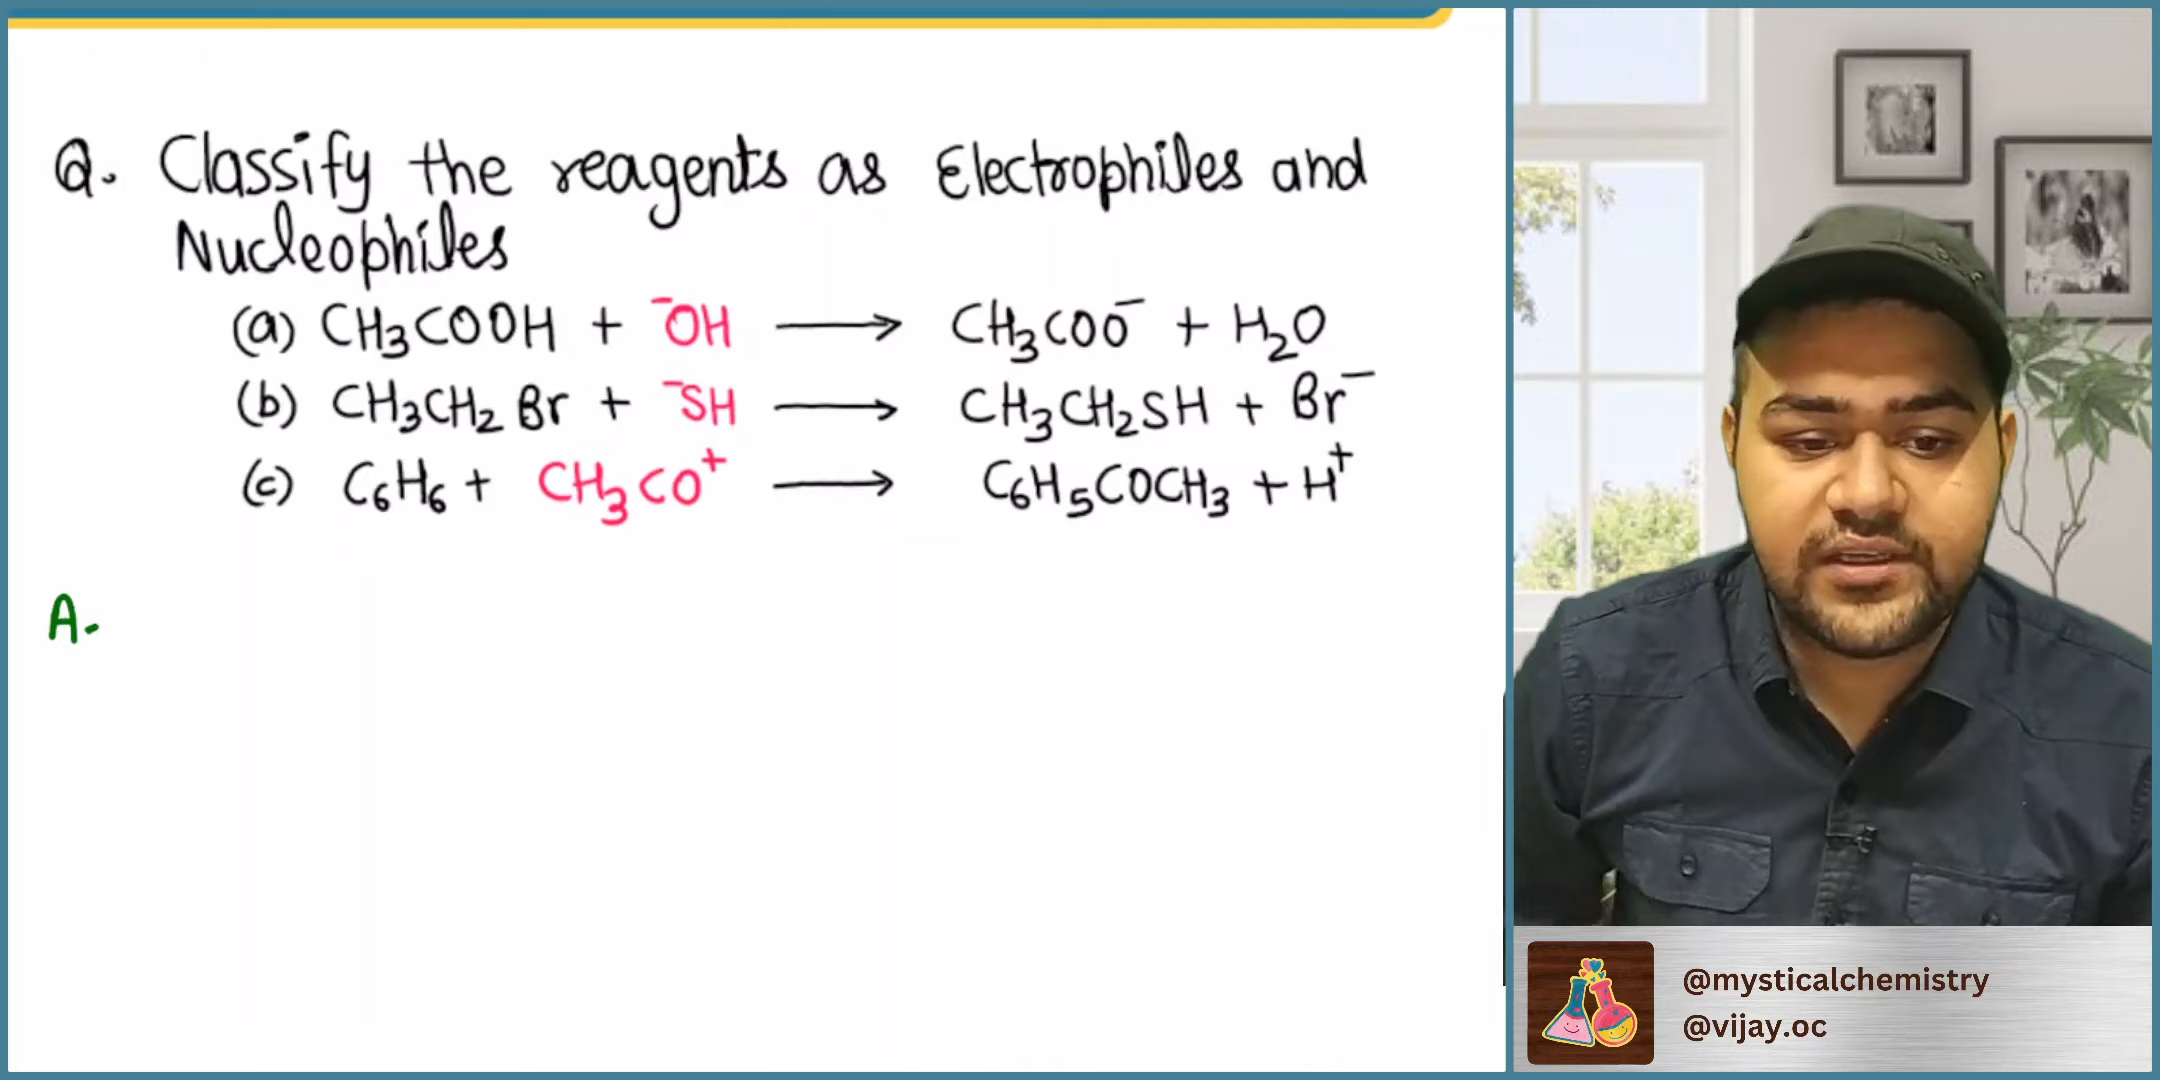 Q. Classify the reagents as Electrophiles and
Nucleophiles
(a) CH₃COOH + ⁻OH ⟶ CH₃COO⁻ + H₂O
(b) CH₃CH₂Br + ⁻SH ⟶ CH₃CH₂SH + Br⁻
(c) C₆H₆ + CH₃CO⁺ ⟶ C₆H₅COCH₃ + H⁺
A.
@mysticalchemistry
@vijay.oc